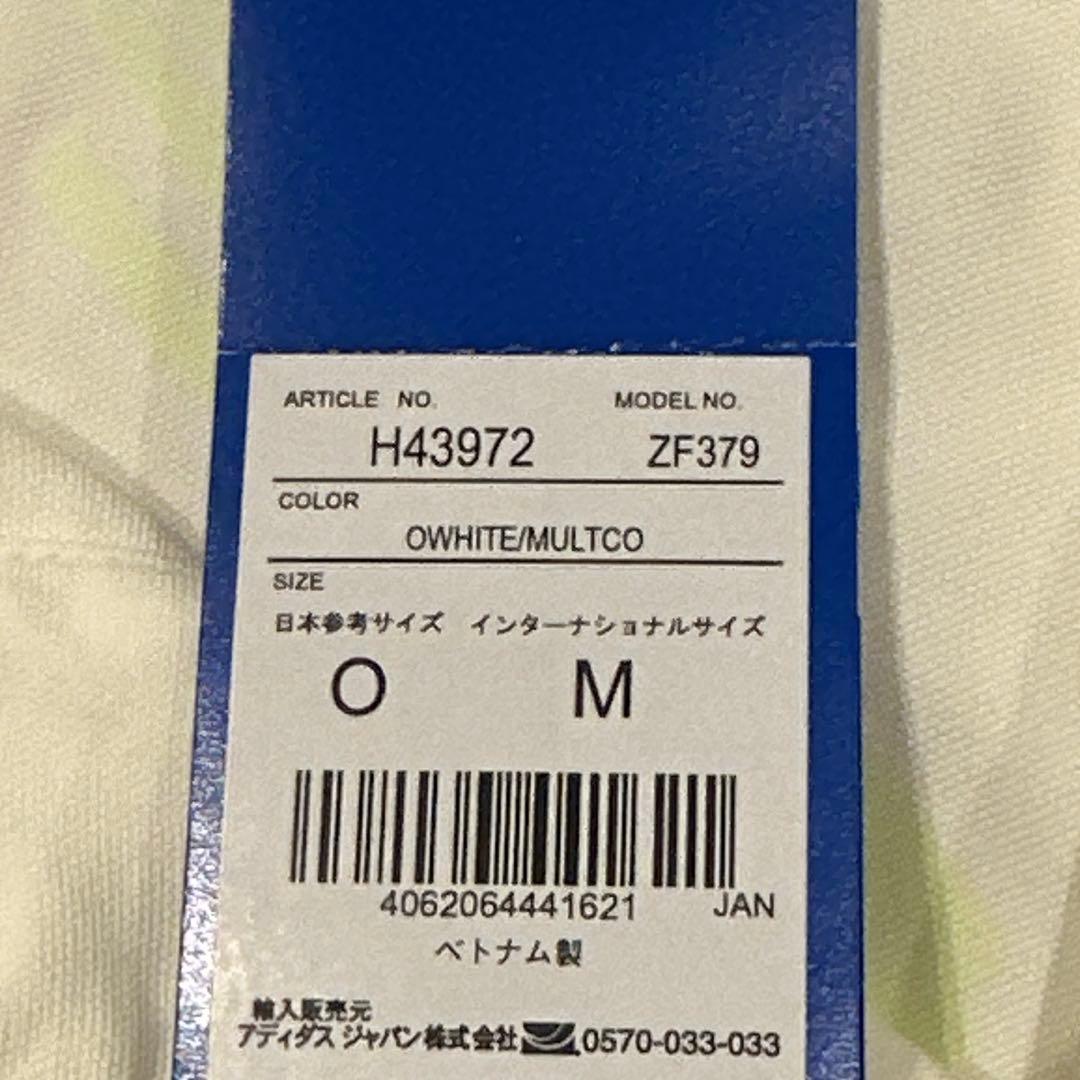 ARTICLE NO. MODEL NO.
H43972 ZF379
COLOR
OWHITE/MULTCO
SIZE
日本参考サイズ インターナショナルサイズ
O M
4062064441621 JAN
ベトナム製
輸入販売元
アディダス ジャパン株式会社 0570-033-033